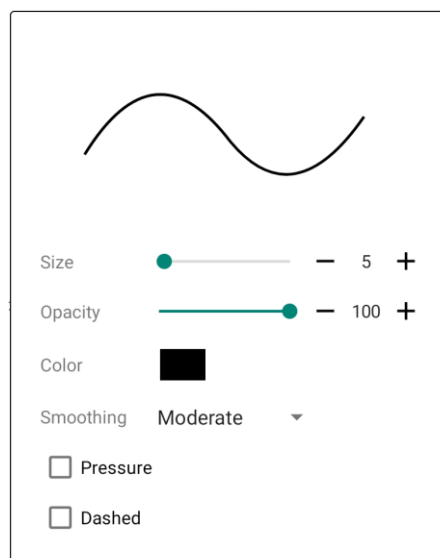 Size 5
Opacity 100
Color
Smoothing Moderate
Pressure
Dashed